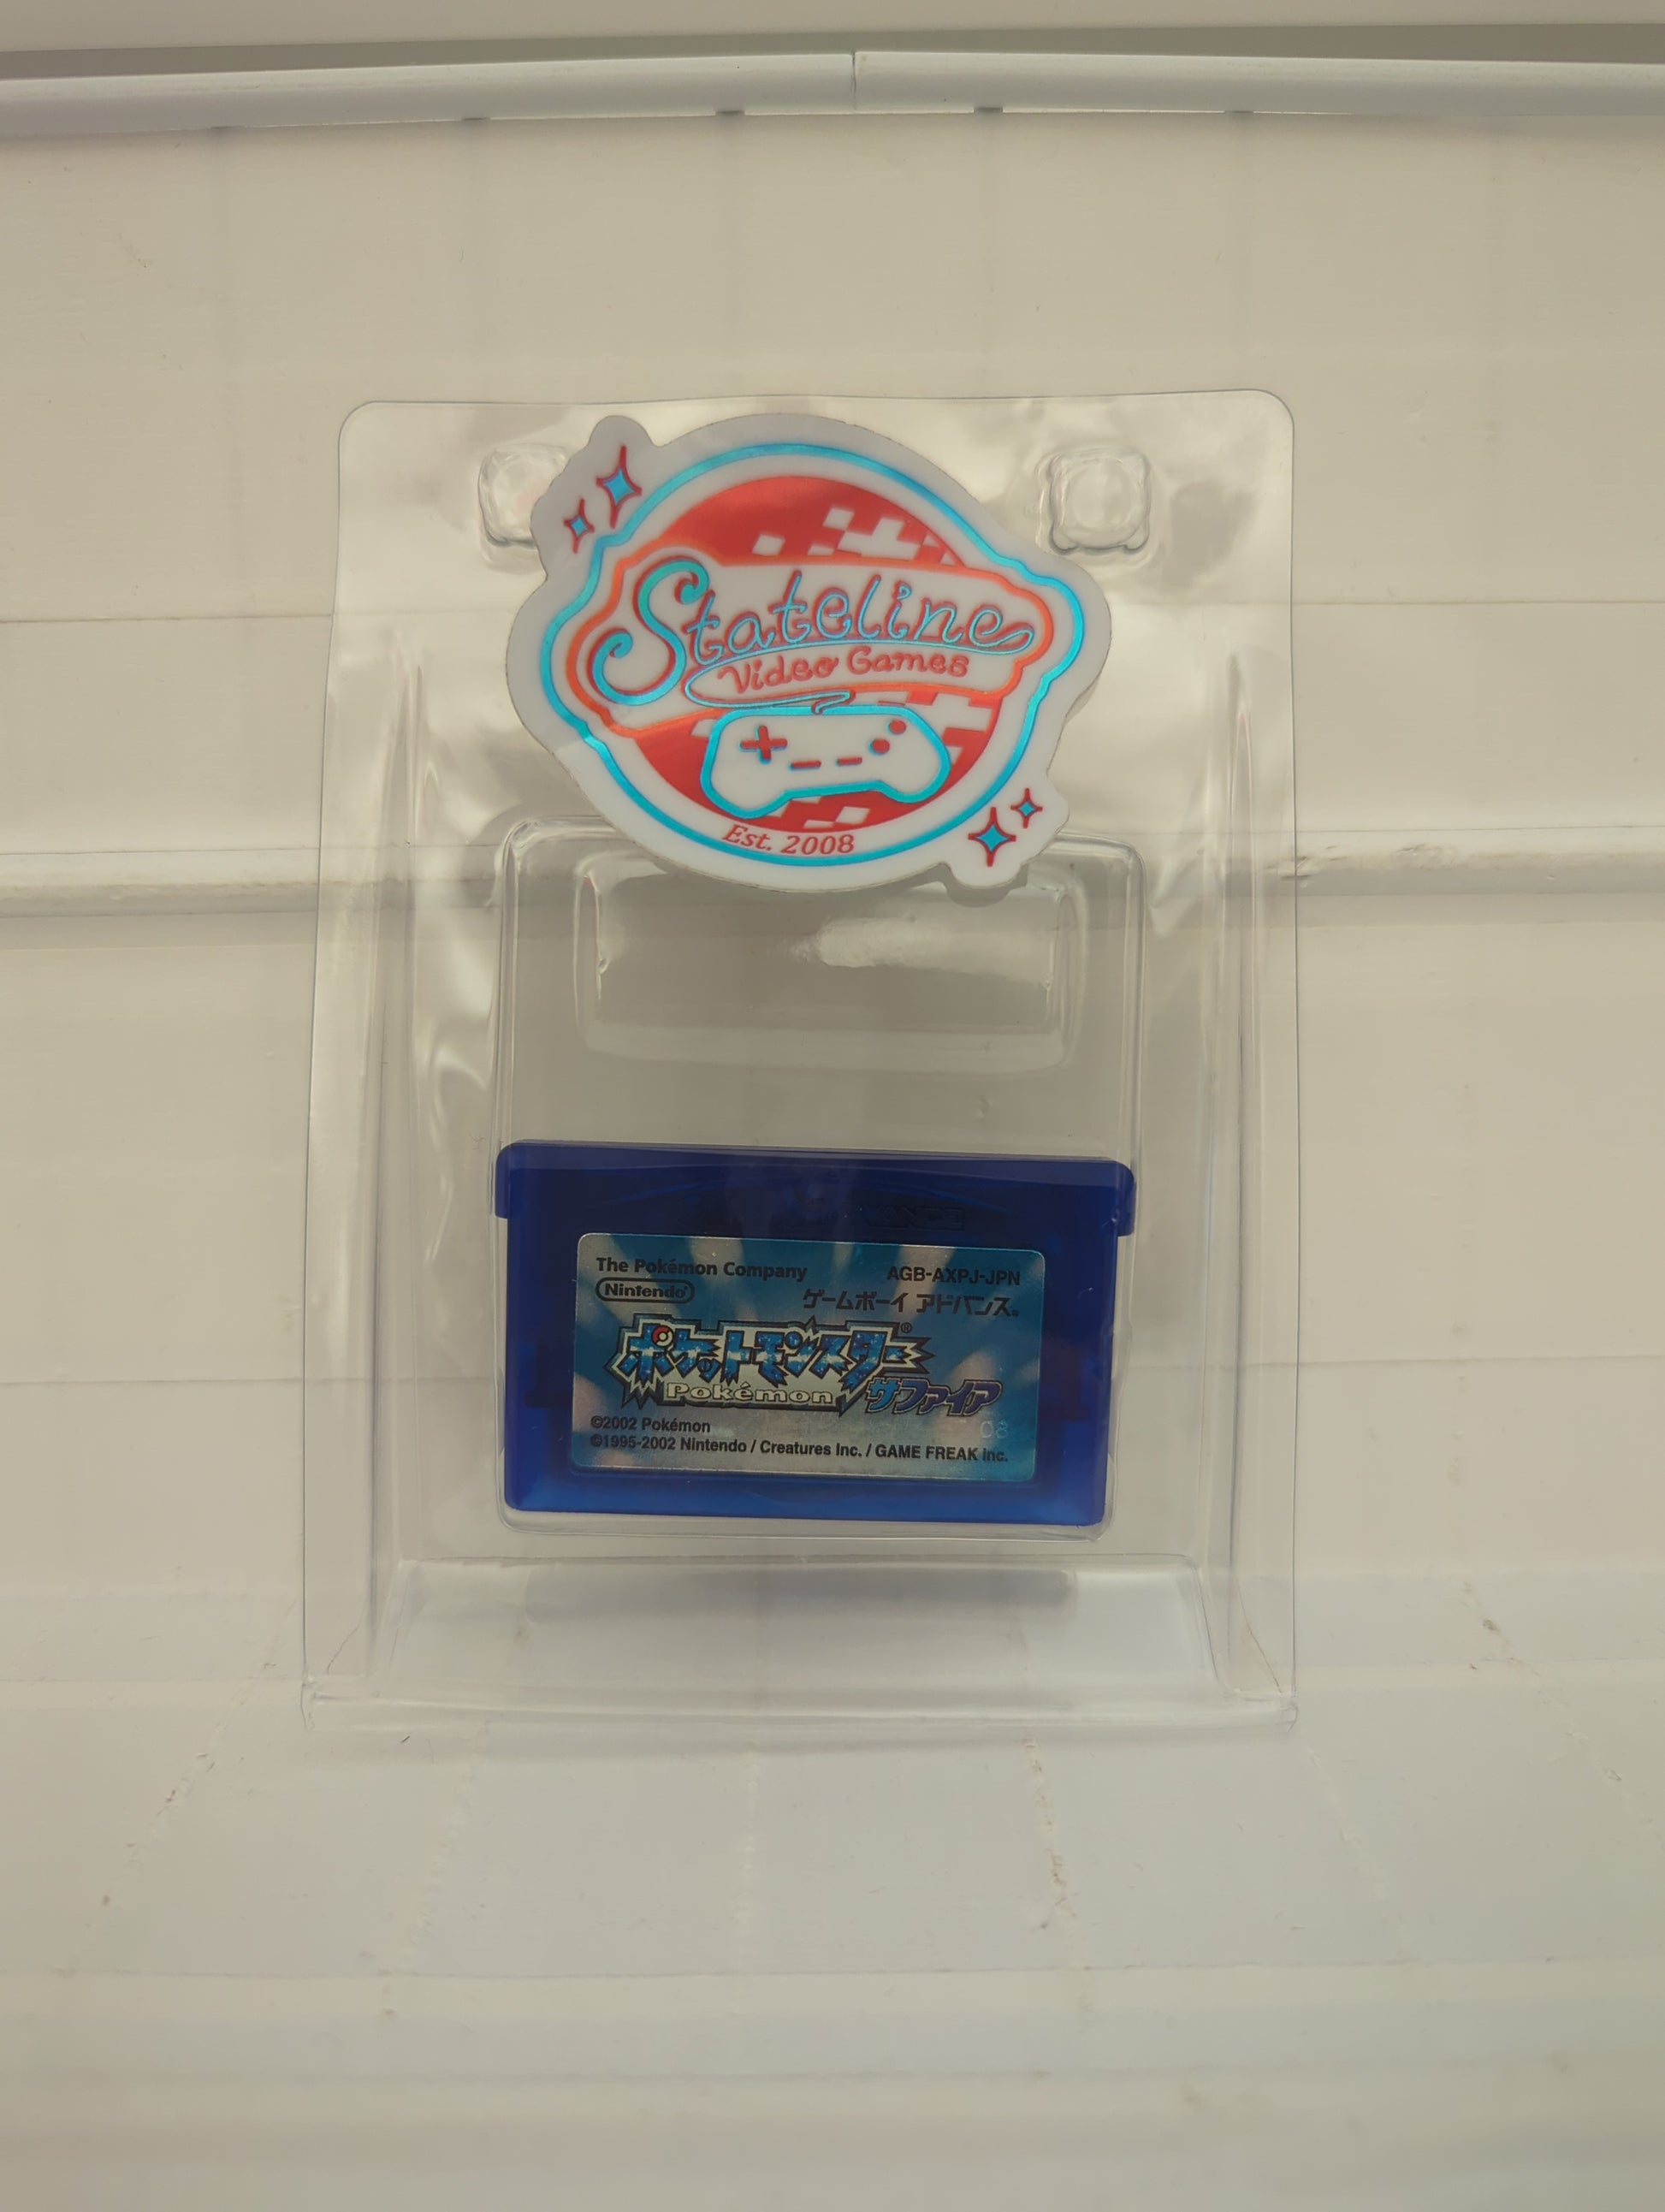 Stateline
Video Games
Est. 2008
The Pokémon Company AGB-AXPJ-JPN
Nintendo® ゲームボーイ アドバンス®
ポケットモンスター®
Pokémon サファイア
08
©2002 Pokémon
©1995-2002 Nintendo / Creatures Inc. / GAME FREAK inc.